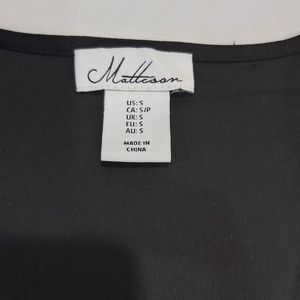 Matteson
US: S
CA: S/P
UK: S
EU: S
AU: S
MADE IN
CHINA